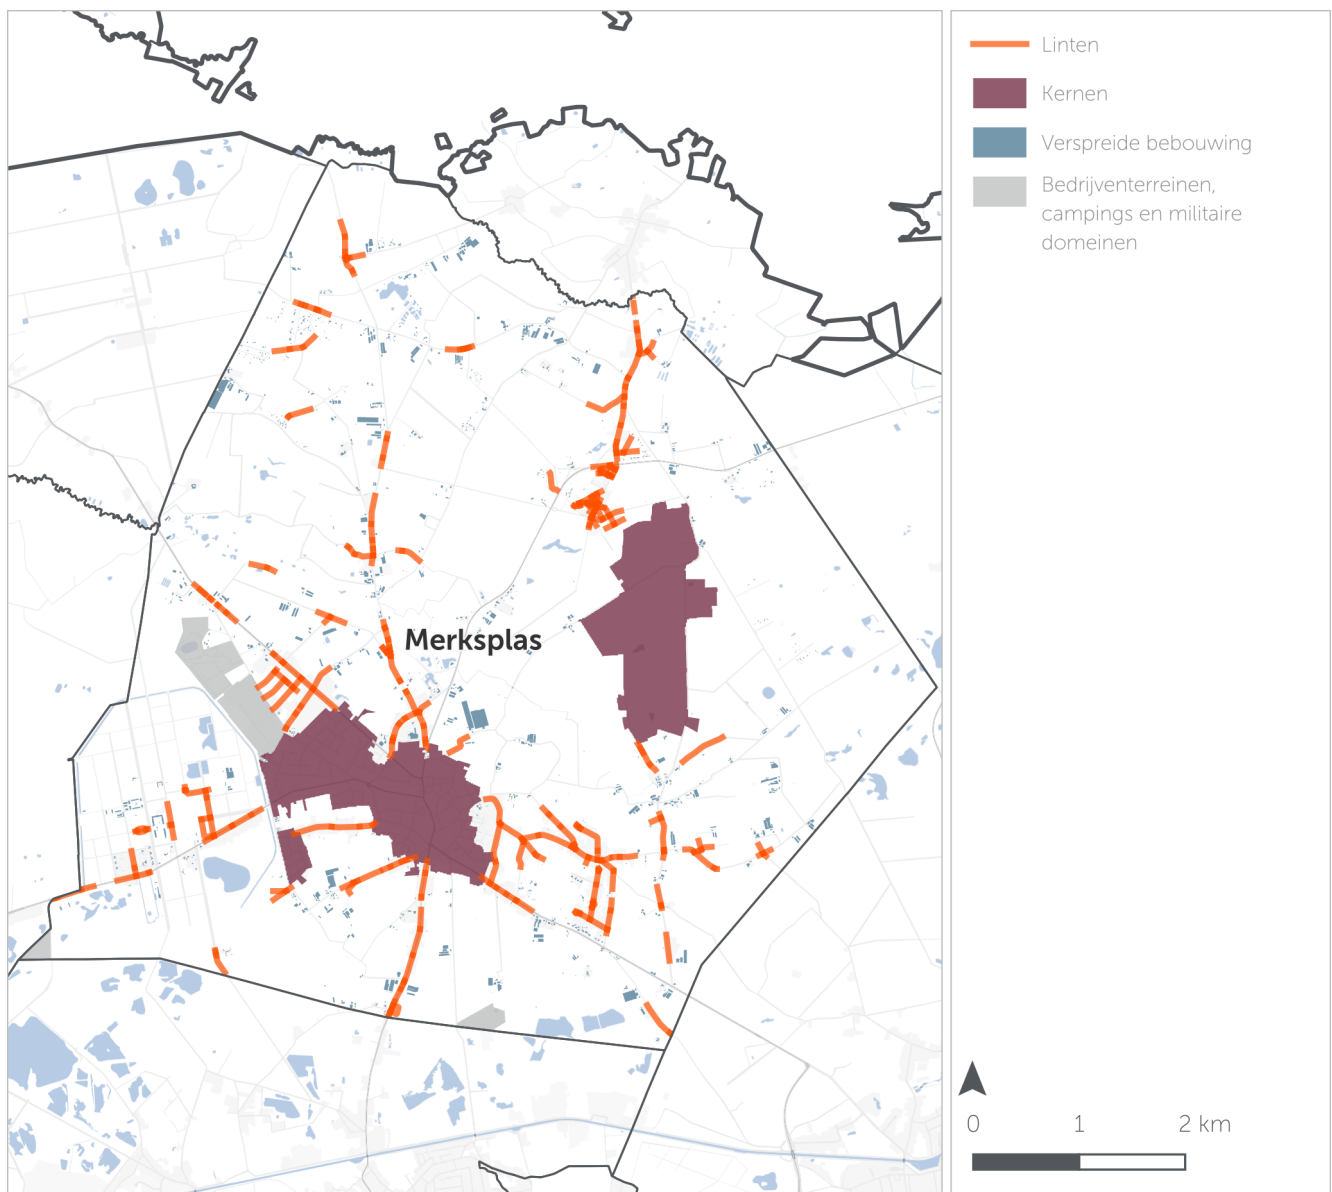 Linten
Kernen
Verspreide bebouwing
Bedrijventerreinen,
campings en militaire
domeinen
Merksplas
0 1 2 km